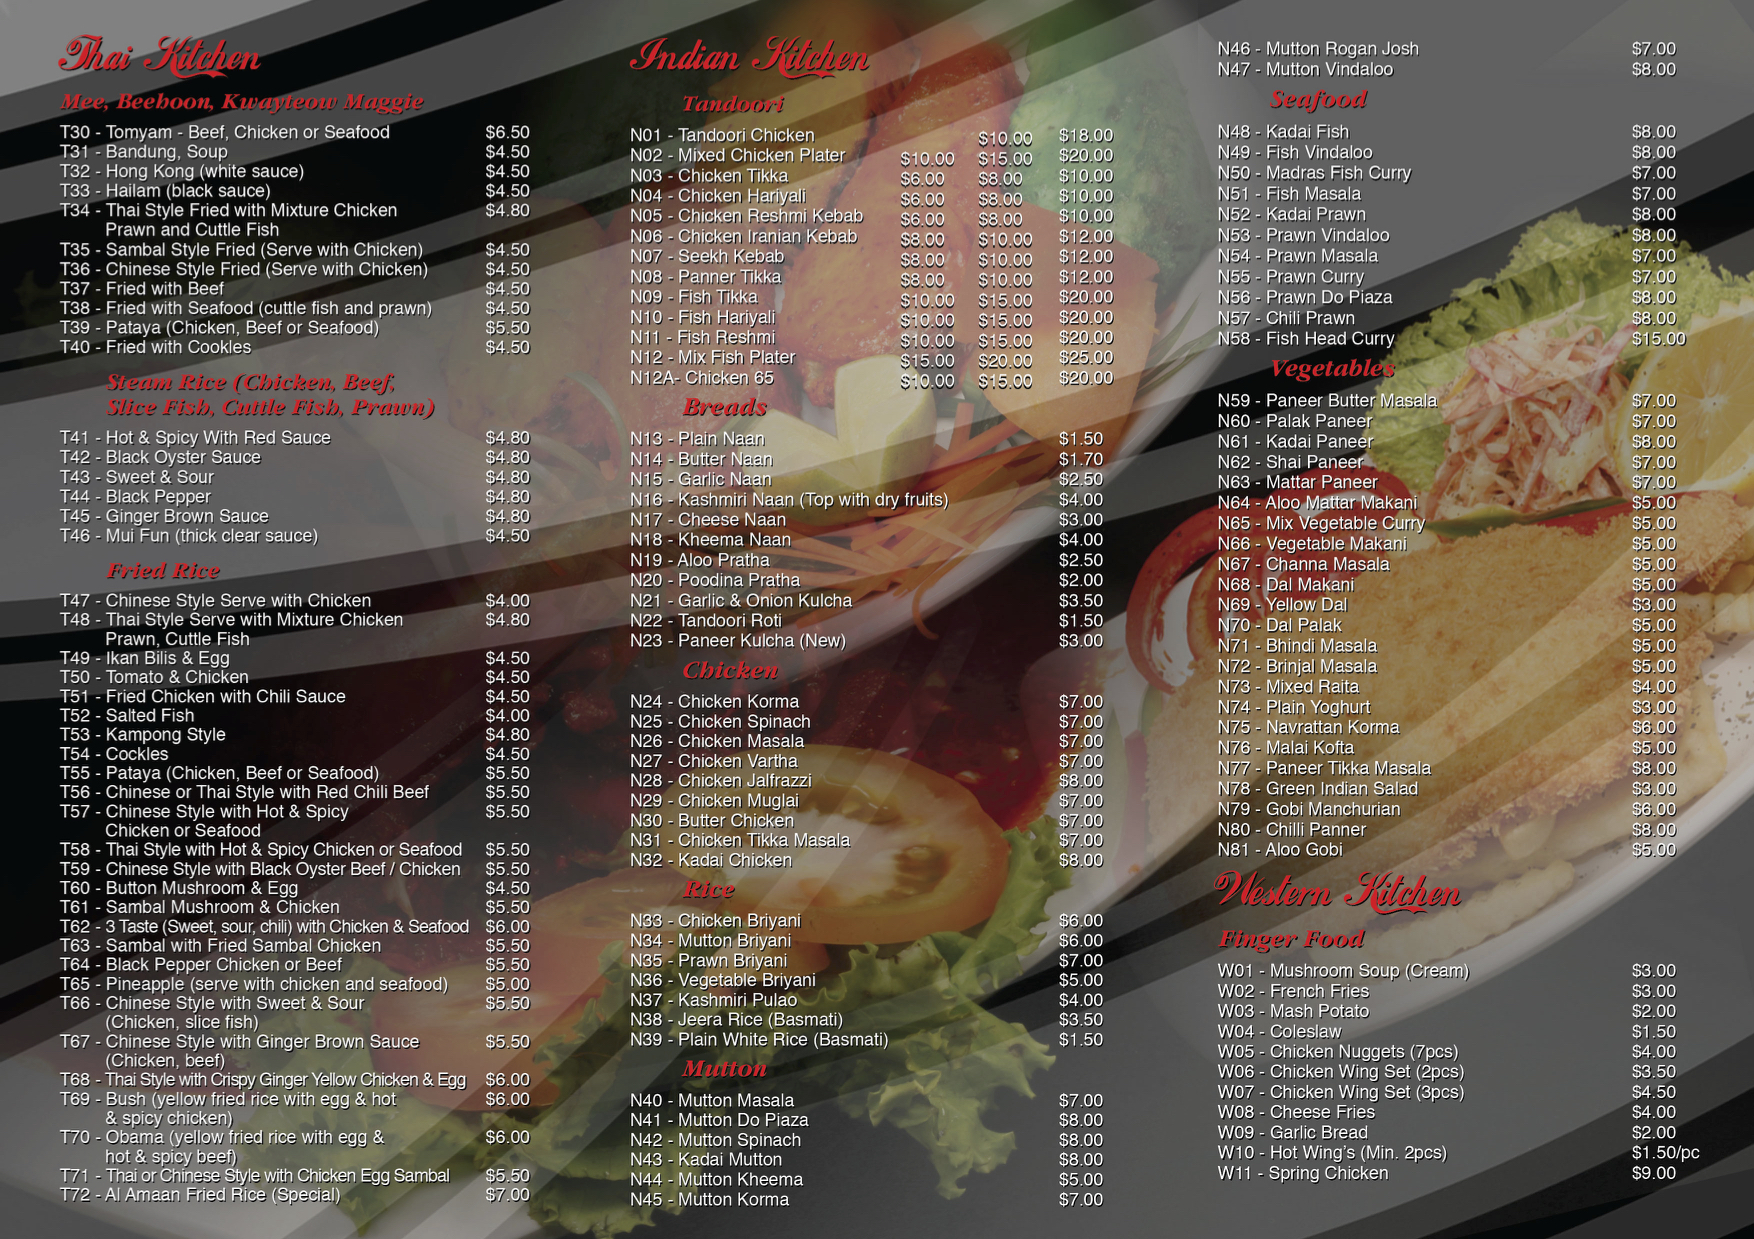 Thai Kitchen
Mee, Beehoon, Kwayteow Maggie
T30 - Tomyam - Beef, Chicken or Seafood $6.50
T31 - Bandung, Soup $4.50
T32 - Hong Kong (white sauce) $4.50
T33 - Hailam (black sauce) $4.50
T34 - Thai Style Fried with Mixture Chicken $4.80
Prawn and Cuttle Fish
T35 - Sambal Style Fried (Serve with Chicken) $4.50
T36 - Chinese Style Fried (Serve with Chicken) $4.50
T37 - Fried with Beef $4.50
T38 - Fried with Seafood (cuttle fish and prawn) $4.50
T39 - Pataya (Chicken, Beef or Seafood) $5.50
T40 - Fried with Cookles $4.50
Steam Rice (Chicken, Beef,
Slice Fish, Cuttle Fish, Prawn)
T41 - Hot & Spicy With Red Sauce $4.80
T42 - Black Oyster Sauce $4.80
T43 - Sweet & Sour $4.80
T44 - Black Pepper $4.80
T45 - Ginger Brown Sauce $4.80
T46 - Mui Fun (thick clear sauce) $4.50
Fried Rice
T47 - Chinese Style Serve with Chicken $4.00
T48 - Thai Style Serve with Mixture Chicken $4.80
Prawn, Cuttle Fish
T49 - Ikan Bilis & Egg $4.50
T50 - Tomato & Chicken $4.50
T51 - Fried Chicken with Chili Sauce $4.50
T52 - Salted Fish $4.00
T53 - Kampong Style $4.80
T54 - Cockles $4.50
T55 - Pataya (Chicken, Beef or Seafood) $5.50
T56 - Chinese or Thai Style with Red Chili Beef $5.50
T57 - Chinese Style with Hot & Spicy $5.50
Chicken or Seafood
T58 - Thai Style with Hot & Spicy Chicken or Seafood $5.50
T59 - Chinese Style with Black Oyster Beef / Chicken $5.50
T60 - Button Mushroom & Egg $4.50
T61 - Sambal Mushroom & Chicken $5.50
T62 - 3 Taste (Sweet, sour, chili) with Chicken & Seafood $6.00
T63 - Sambal with Fried Sambal Chicken $5.50
T64 - Black Pepper Chicken or Beef $5.50
T65 - Pineapple (serve with chicken and seafood) $5.00
T66 - Chinese Style with Sweet & Sour $5.50
(Chicken, slice fish)
T67 - Chinese Style with Ginger Brown Sauce $5.50
(Chicken, beef)
T68 - Thai Style with Crispy Ginger Yellow Chicken & Egg $6.00
T69 - Bush (yellow fried rice with egg & hot $6.00
& spicy chicken)
T70 - Obama (yellow fried rice with egg & $6.00
hot & spicy beef)
T71 - Thai or Chinese Style with Chicken Egg Sambal $5.50
T72 - Al Amaan Fried Rice (Special) $7.00
Indian Kitchen
Tandoori
N01 - Tandoori Chicken $10.00 $18.00
N02 - Mixed Chicken Plater $10.00 $15.00 $20.00
N03 - Chicken Tikka $6.00 $8.00 $10.00
N04 - Chicken Hariyali $6.00 $8.00 $10.00
N05 - Chicken Reshmi Kebab $6.00 $8.00 $10.00
N06 - Chicken Iranian Kebab $8.00 $10.00 $12.00
N07 - Seekh Kebab $8.00 $10.00 $12.00
N08 - Panner Tikka $8.00 $10.00 $12.00
N09 - Fish Tikka $10.00 $15.00 $20.00
N10 - Fish Hariyali $10.00 $15.00 $20.00
N11 - Fish Reshmi $10.00 $15.00 $20.00
N12 - Mix Fish Plater $15.00 $20.00 $25.00
N12A- Chicken 65 $10.00 $15.00 $20.00
Breads
N13 - Plain Naan $1.50
N14 - Butter Naan $1.70
N15 - Garlic Naan $2.50
N16 - Kashmiri Naan (Top with dry fruits) $4.00
N17 - Cheese Naan $3.00
N18 - Kheema Naan $4.00
N19 - Aloo Pratha $2.50
N20 - Poodina Pratha $2.00
N21 - Garlic & Onion Kulcha $3.50
N22 - Tandoori Roti $1.50
N23 - Paneer Kulcha (New) $3.00
Chicken
N24 - Chicken Korma $7.00
N25 - Chicken Spinach $7.00
N26 - Chicken Masala $7.00
N27 - Chicken Vartha $7.00
N28 - Chicken Jalfrazzi $8.00
N29 - Chicken Muglai $7.00
N30 - Butter Chicken $7.00
N31 - Chicken Tikka Masala $7.00
N32 - Kadai Chicken $8.00
Rice
N33 - Chicken Briyani $6.00
N34 - Mutton Briyani $6.00
N35 - Prawn Briyani $7.00
N36 - Vegetable Briyani $5.00
N37 - Kashmiri Pulao $4.00
N38 - Jeera Rice (Basmati) $3.50
N39 - Plain White Rice (Basmati) $1.50
Mutton
N40 - Mutton Masala $7.00
N41 - Mutton Do Piaza $8.00
N42 - Mutton Spinach $8.00
N43 - Kadai Mutton $8.00
N44 - Mutton Kheema $5.00
N45 - Mutton Korma $7.00
N46 - Mutton Rogan Josh $7.00
N47 - Mutton Vindaloo $8.00
Seafood
N48 - Kadai Fish $8.00
N49 - Fish Vindaloo $8.00
N50 - Madras Fish Curry $7.00
N51 - Fish Masala $7.00
N52 - Kadai Prawn $8.00
N53 - Prawn Vindaloo $8.00
N54 - Prawn Masala $7.00
N55 - Prawn Curry $7.00
N56 - Prawn Do Piaza $8.00
N57 - Chili Prawn $8.00
N58 - Fish Head Curry $15.00
Vegetables
N59 - Paneer Butter Masala $7.00
N60 - Palak Paneer $7.00
N61 - Kadai Paneer $8.00
N62 - Shai Paneer $7.00
N63 - Mattar Paneer $7.00
N64 - Aloo Mattar Makani $5.00
N65 - Mix Vegetable Curry $5.00
N66 - Vegetable Makani $5.00
N67 - Channa Masala $5.00
N68 - Dal Makani $5.00
N69 - Yellow Dal $3.00
N70 - Dal Palak $5.00
N71 - Bhindi Masala $5.00
N72 - Brinjal Masala $5.00
N73 - Mixed Raita $4.00
N74 - Plain Yoghurt $3.00
N75 - Navrattan Korma $6.00
N76 - Malai Kofta $5.00
N77 - Paneer Tikka Masala $8.00
N78 - Green Indian Salad $3.00
N79 - Gobi Manchurian $6.00
N80 - Chilli Panner $8.00
N81 - Aloo Gobi $5.00
Western Kitchen
Finger Food
W01 - Mushroom Soup (Cream) $3.00
W02 - French Fries $3.00
W03 - Mash Potato $2.00
W04 - Coleslaw $1.50
W05 - Chicken Nuggets (7pcs) $4.00
W06 - Chicken Wing Set (2pcs) $3.50
W07 - Chicken Wing Set (3pcs) $4.50
W08 - Cheese Fries $4.00
W09 - Garlic Bread $2.00
W10 - Hot Wing's (Min. 2pcs) $1.50/pc
W11 - Spring Chicken $9.00